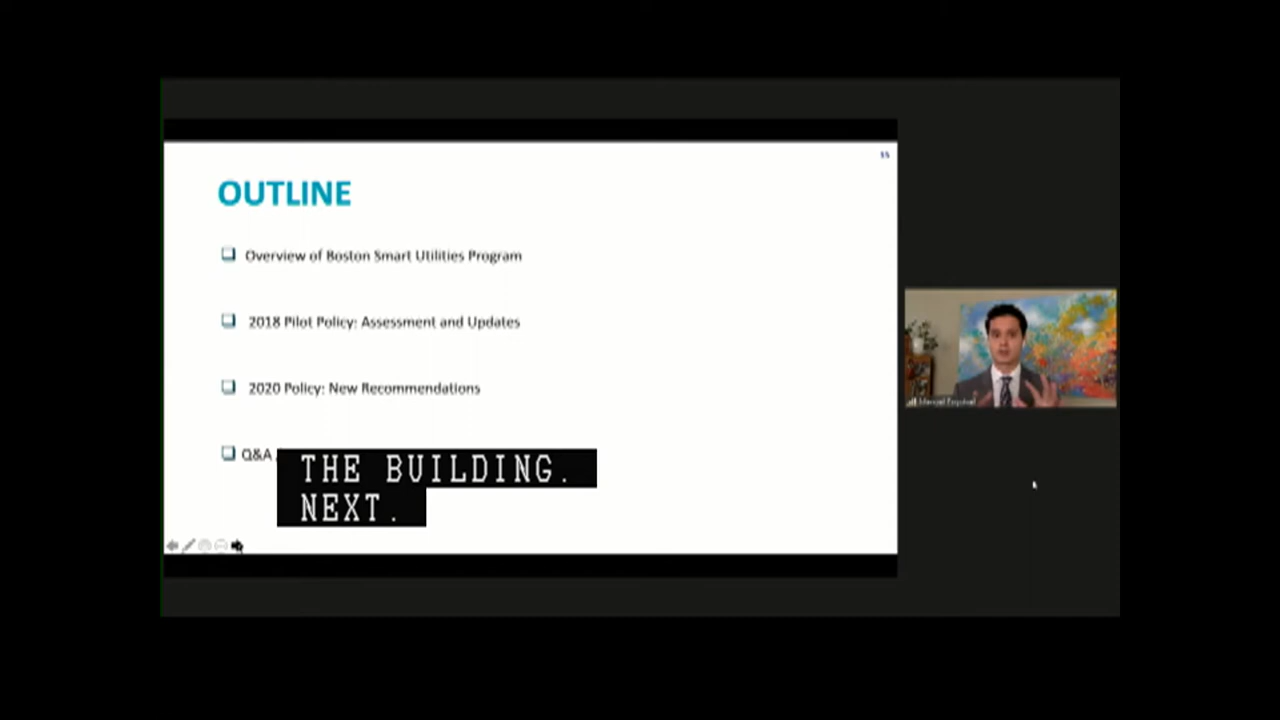 OUTLINE
Overview of Boston Smart Utilities Program
2018 Pilot Policy: Assessment and Updates
2020 Policy: New Recommendations
Q&A
THE BUILDING.
NEXT.